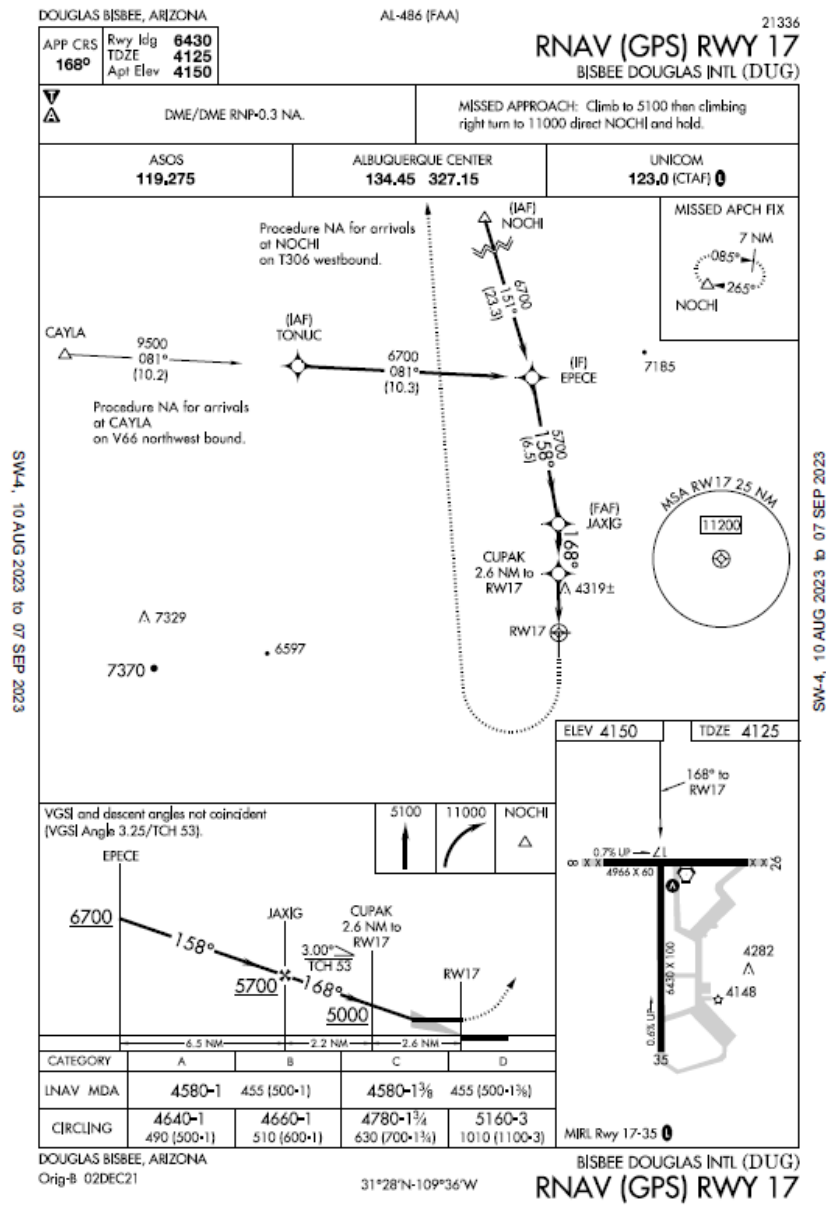 DOUGLAS BISBEE, ARIZONA
AL-486 (FAA)
21336
APP CRS
168°
Rwy ldg 6430
TDZE 4125
Apt Elev 4150
RNAV (GPS) RWY 17
BISBEE DOUGLAS INTL (DUG)
T
A
DME/DME RNP-0.3 NA.
MISSED APPROACH: Climb to 5100 then climbing
right turn to 11000 direct NOCHI and hold.
ASOS
119.275
ALBUQUERQUE CENTER
134.45 327.15
UNICOM
123.0 (CTAF) L
Procedure NA for arrivals
at NOCHI
on T306 westbound.
(IAF)
NOCHI
6700
151°
(23.3)
MISSED APCH FIX
7 NM
085°
265°
NOCHI
CAYLA
9500
081°
(10.2)
(IAF)
TONUC
6700
081°
(10.3)
(IF)
EPECE
7185
Procedure NA for arrivals
at CAYLA
on V66 northwest bound.
5700
158°
(6.5)
(FAF)
JAXIG
168°
CUPAK
2.6 NM to
RW17
4319±
RW17
MSA RW17 25 NM
11200
7329
7370
6597
SW-4, 10 AUG 2023 to 07 SEP 2023
SW-4, 10 AUG 2023 to 07 SEP 2023
ELEV 4150
TDZE 4125
168° to
RW17
0.7% UP
17
8
26
4966 X 60
A
6430 X 100
0.6% UP
35
4282
4148
MIRL Rwy 17-35 L
VGSI and descent angles not coincident
(VGSI Angle 3.25/TCH 53).
5100
11000
NOCHI
EPECE
6700
158°
JAXIG
5700
168°
3.00°
TCH 53
CUPAK
2.6 NM to
RW17
5000
RW17
6.5 NM
2.2 NM
2.6 NM
CATEGORY A B C D
LNAV MDA 4580-1 455 (500-1) 4580-1⅜ 455 (500-1⅜)
CIRCLING
4640-1 4660-1 4780-1¾ 5160-3
490 (500-1) 510 (600-1) 630 (700-1¾) 1010 (1100-3)
DOUGLAS BISBEE, ARIZONA
Orig-B 02DEC21
31°28'N-109°36'W
BISBEE DOUGLAS INTL (DUG)
RNAV (GPS) RWY 17